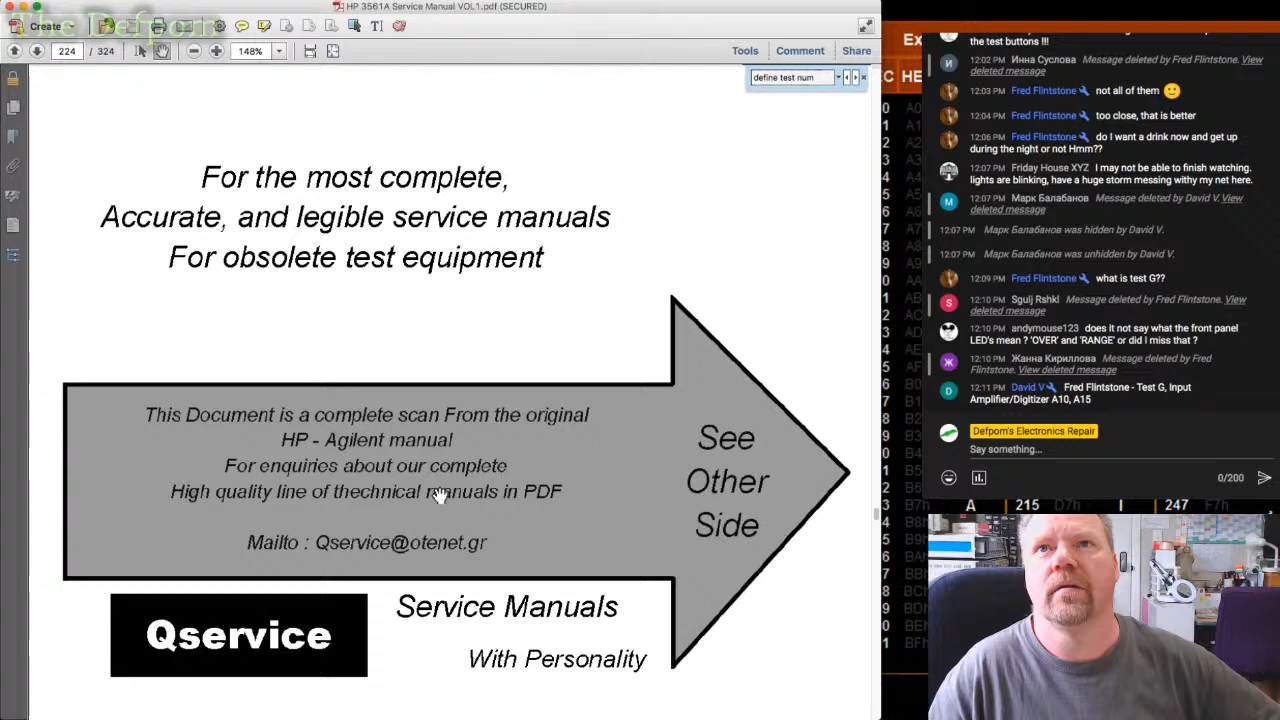 HP 3561A Service Manual VOL1.pdf (SECURED)
The Defpom
Create
224 / 324
148%
Tools
Comment
Share
define test num
For the most complete,
Accurate, and legible service manuals
For obsolete test equipment
This Document is a complete scan From the original
HP - Agilent manual
For enquiries about our complete
High quality line of thechnical manuals in PDF
Mailto : Qservice@otenet.gr
See
Other
Side
Qservice
Service Manuals
With Personality
Ex
C HE
the test buttons !!!
12:02 PM Инна Суслова Message deleted by Fred Flintstone. View
deleted message
12:03 PM Fred Flintstone not all of them
12:04 PM Fred Flintstone too close, that is better
12:06 PM Fred Flintstone do I want a drink now and get up
during the night or not Hmm??
12:07 PM Friday House XYZ I may not be able to finish watching.
lights are blinking, have a huge storm messing withy my net here.
12:07 PM Марк Балабанов Message deleted by David V. View
deleted message
12:07 PM Марк Балабанов was hidden by David V.
12:07 PM Марк Балабанов was unhidden by David V.
12:09 PM Fred Flintstone what is test G??
12:10 PM Sguij Rshk! Message deleted by Fred Flintstone. View
deleted message
12:10 PM andymouse123 does it not say what the front panel
LED's mean ? 'OVER' and 'RANGE' or did I miss that ?
12:10 PM Жанна Кириллова Message deleted by Fred
Flintstone. View deleted message
12:11 PM David V Fred Flintstone - Test G, Input
Amplifier/Digitizer A10, A15
Defpom's Electronics Repair
Say something...
0/200
B7h A 215 D7h I 247 F7h